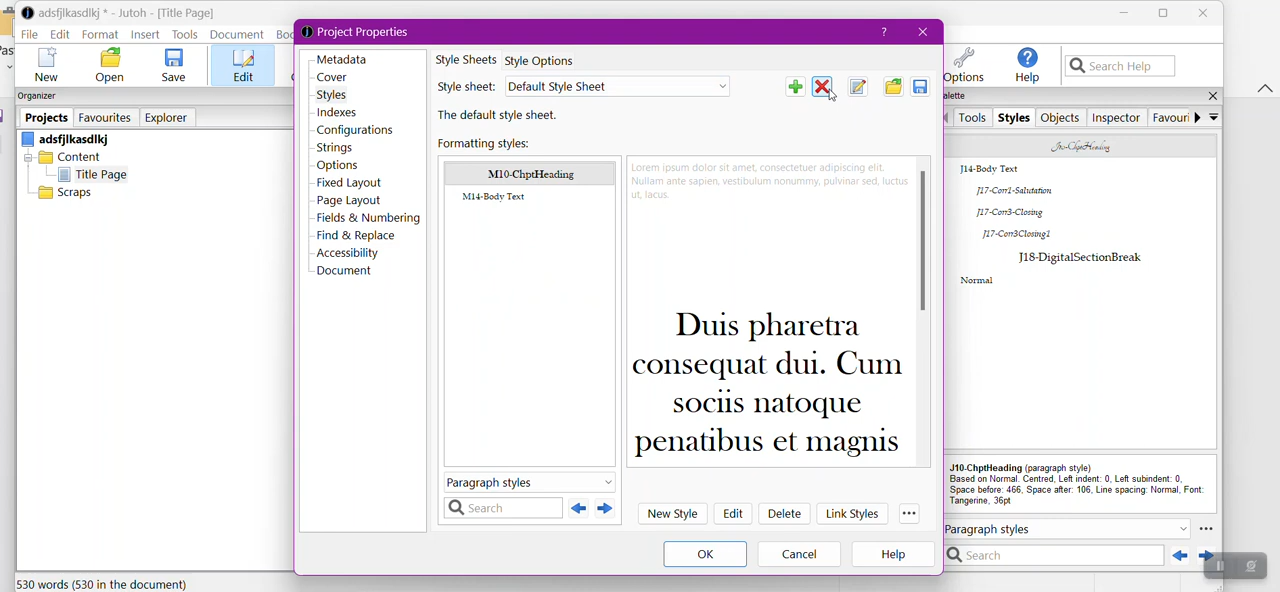 adsfjlkasdlkj * - Jutoh - [Title Page]
File Edit Format Insert Tools Document
New Open Save Edit
Organizer
Projects Favourites Explorer
adsfjlkasdlkj
Content
Title Page
Scraps
530 words (530 in the document)
Project Properties
?
Metadata
Cover
Styles
Indexes
Configurations
Strings
Options
Fixed Layout
Page Layout
Fields & Numbering
Find & Replace
Accessibility
Document
Style Sheets Style Options
Style sheet: Default Style Sheet
The default style sheet.
Formatting styles:
M10-ChptHeading
M14-Body Text
Paragraph styles
Search
Lorem ipsum dolor sit amet, consectetuer adipiscing elit.
Nullam ante sapien, vestibulum nonummy, pulvinar sed, luctus
ut, lacus.
Duis pharetra
consequat dui. Cum
sociis natoque
penatibus et magnis
New Style Edit Delete Link Styles ...
OK Cancel Help
Options Help Search Help
alette
Tools Styles Objects Inspector Favouri
J10-ChptHeading
J14-Body Text
J17-Corr1-Salutation
J17-Corr3-Closing
J17-Corr3Closing1
J18-DigitalSectionBreak
Normal
J10-ChptHeading (paragraph style)
Based on Normal. Centred, Left indent: 0, Left subindent: 0,
Space before: 466, Space after: 106, Line spacing: Normal, Font:
Tangerine, 36pt
Paragraph styles ...
Search